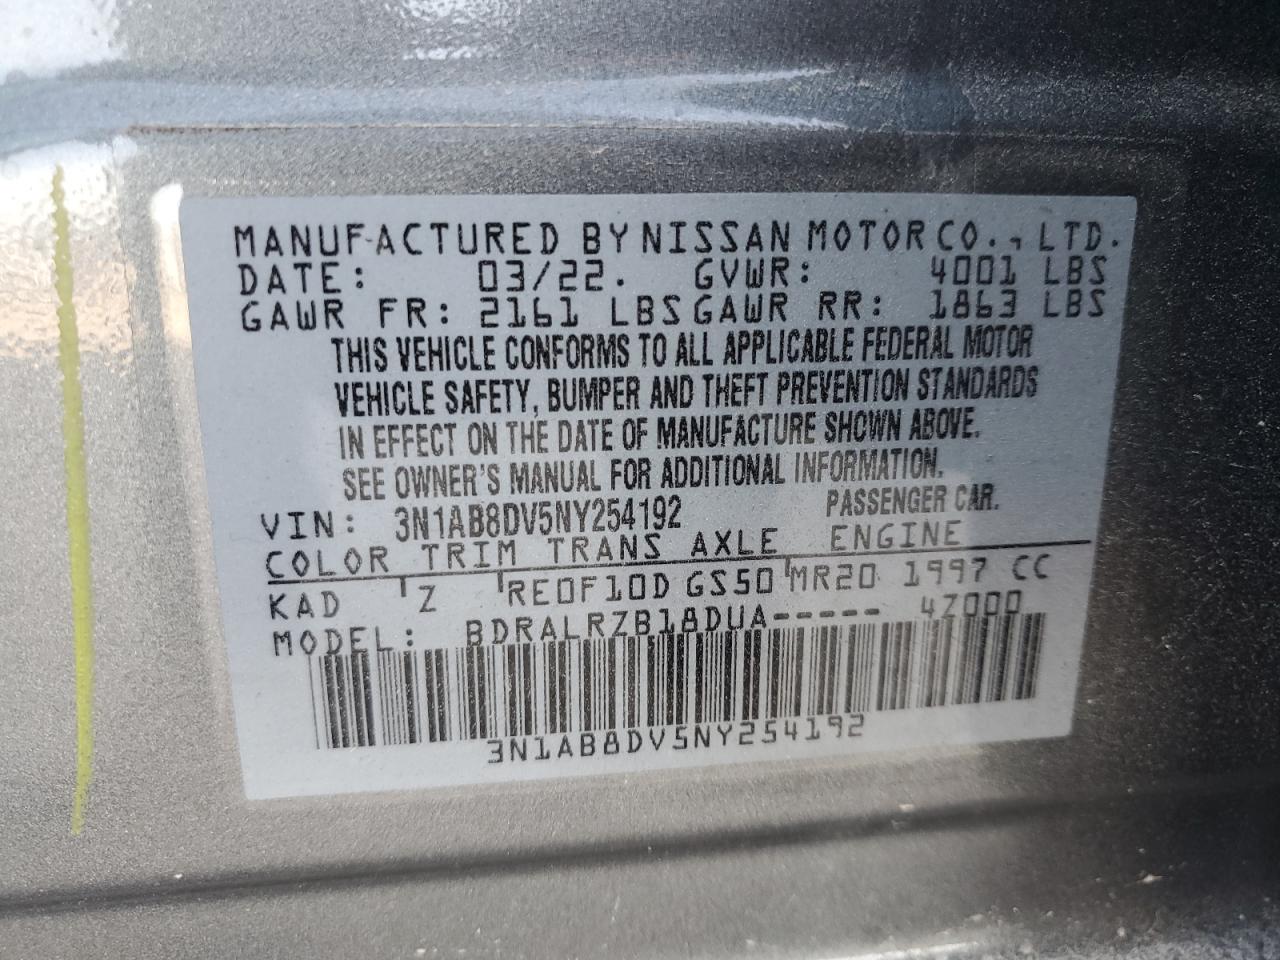 MANUFACTURED BY NISSAN MOTOR CO., LTD.
DATE: 03/22. GVWR: 4001 LBS
GAWR FR: 2161 LBS GAWR RR: 1863 LBS
THIS VEHICLE CONFORMS TO ALL APPLICABLE FEDERAL MOTOR
VEHICLE SAFETY, BUMPER AND THEFT PREVENTION STANDARDS
IN EFFECT ON THE DATE OF MANUFACTURE SHOWN ABOVE.
SEE OWNER'S MANUAL FOR ADDITIONAL INFORMATION.
VIN: 3N1AB8DV5NY254192 PASSENGER CAR.
COLOR TRIM TRANS AXLE ENGINE
KAD Z RE0F10D GS50 MR20 1997 CC
MODEL: BDRALRZB18DUA----- 4Z000
3N1AB8DV5NY254192